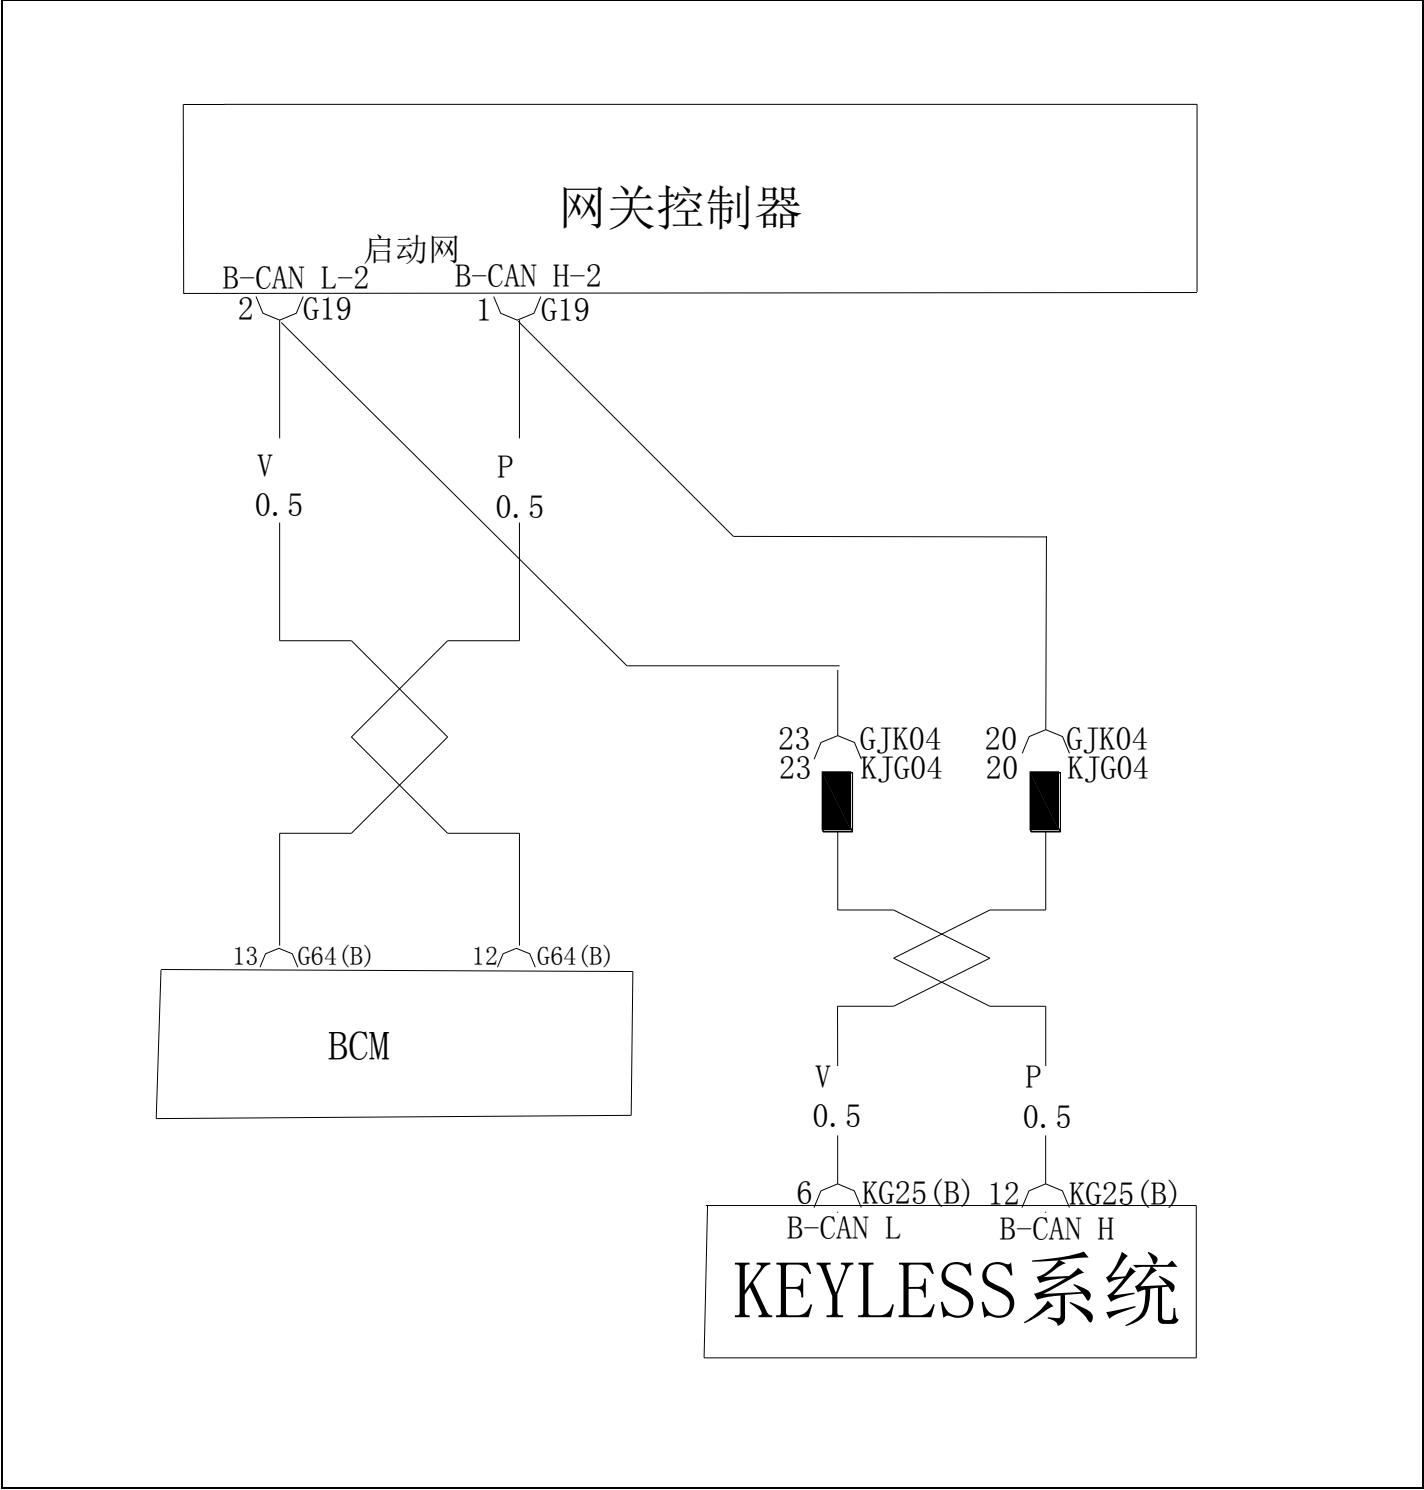 网关控制器
启动网
B-CAN L-2 B-CAN H-2
2 G19 1 G19
V P
0.5 0.5
23 GJK04 20 GJK04
23 KJG04 20 KJG04
13 G64(B) 12 G64(B)
BCM
V P
0.5 0.5
6 KG25(B) 12 KG25(B)
B-CAN L B-CAN H
KEYLESS系统